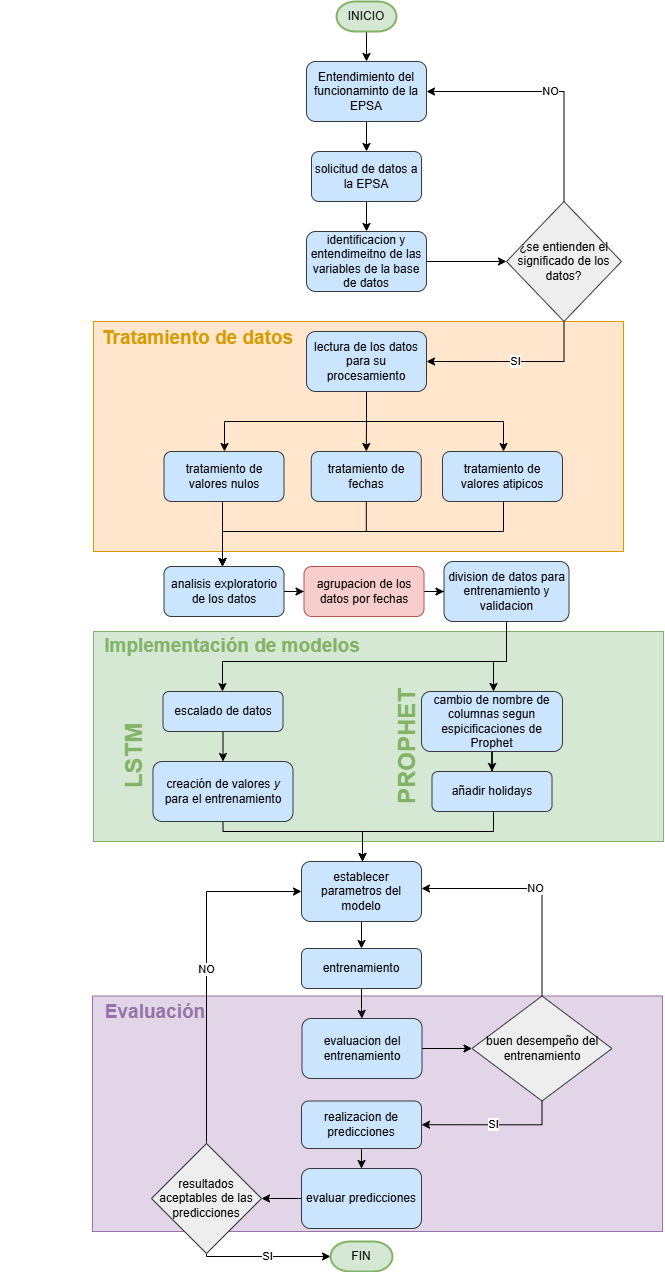 INICIO
Entendimiento del
funcionaminto de la
EPSA
NO
solicitud de datos a
la EPSA
identificacion y
entendimeitno de las
variables de la base
de datos
¿se entienden el
significado de los
datos?
Tratamiento de datos
lectura de los datos
para su
procesamiento
SI
tratamiento de
valores nulos
tratamiento de
fechas
tratamiento de
valores atipicos
analisis exploratorio
de los datos
agrupacion de los
datos por fechas
division de datos para
entrenamiento y
validacion
Implementación de modelos
LSTM
escalado de datos
creación de valores y
para el entrenamiento
PROPHET
cambio de nombre de
columnas segun
espicificaciones de
Prophet
añadir holidays
establecer
parametros del
modelo
NO
NO
entrenamiento
Evaluación
evaluacion del
entrenamiento
buen desempeño del
entrenamiento
realizacion de
predicciones
SI
evaluar predicciones
resultados
aceptables de las
predicciones
SI
FIN